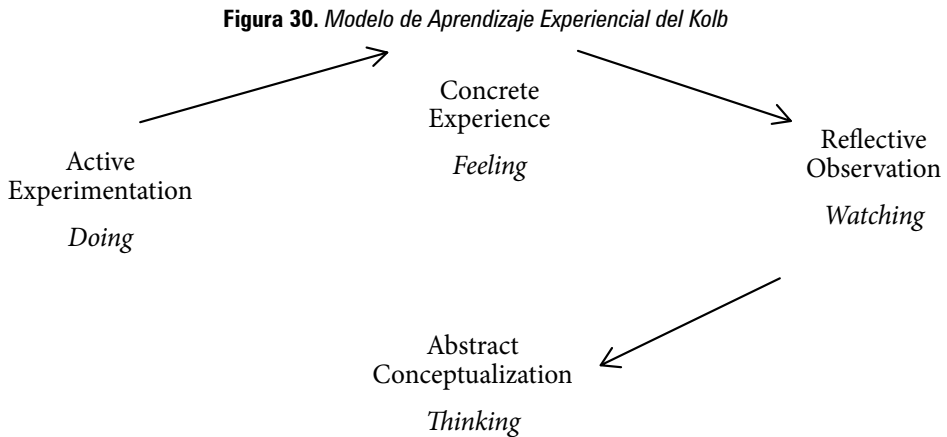 Figura 30. Modelo de Aprendizaje Experiencial del Kolb
Concrete
Experience
Feeling
Reflective
Observation
Watching
Abstract
Conceptualization
Thinking
Active
Experimentation
Doing